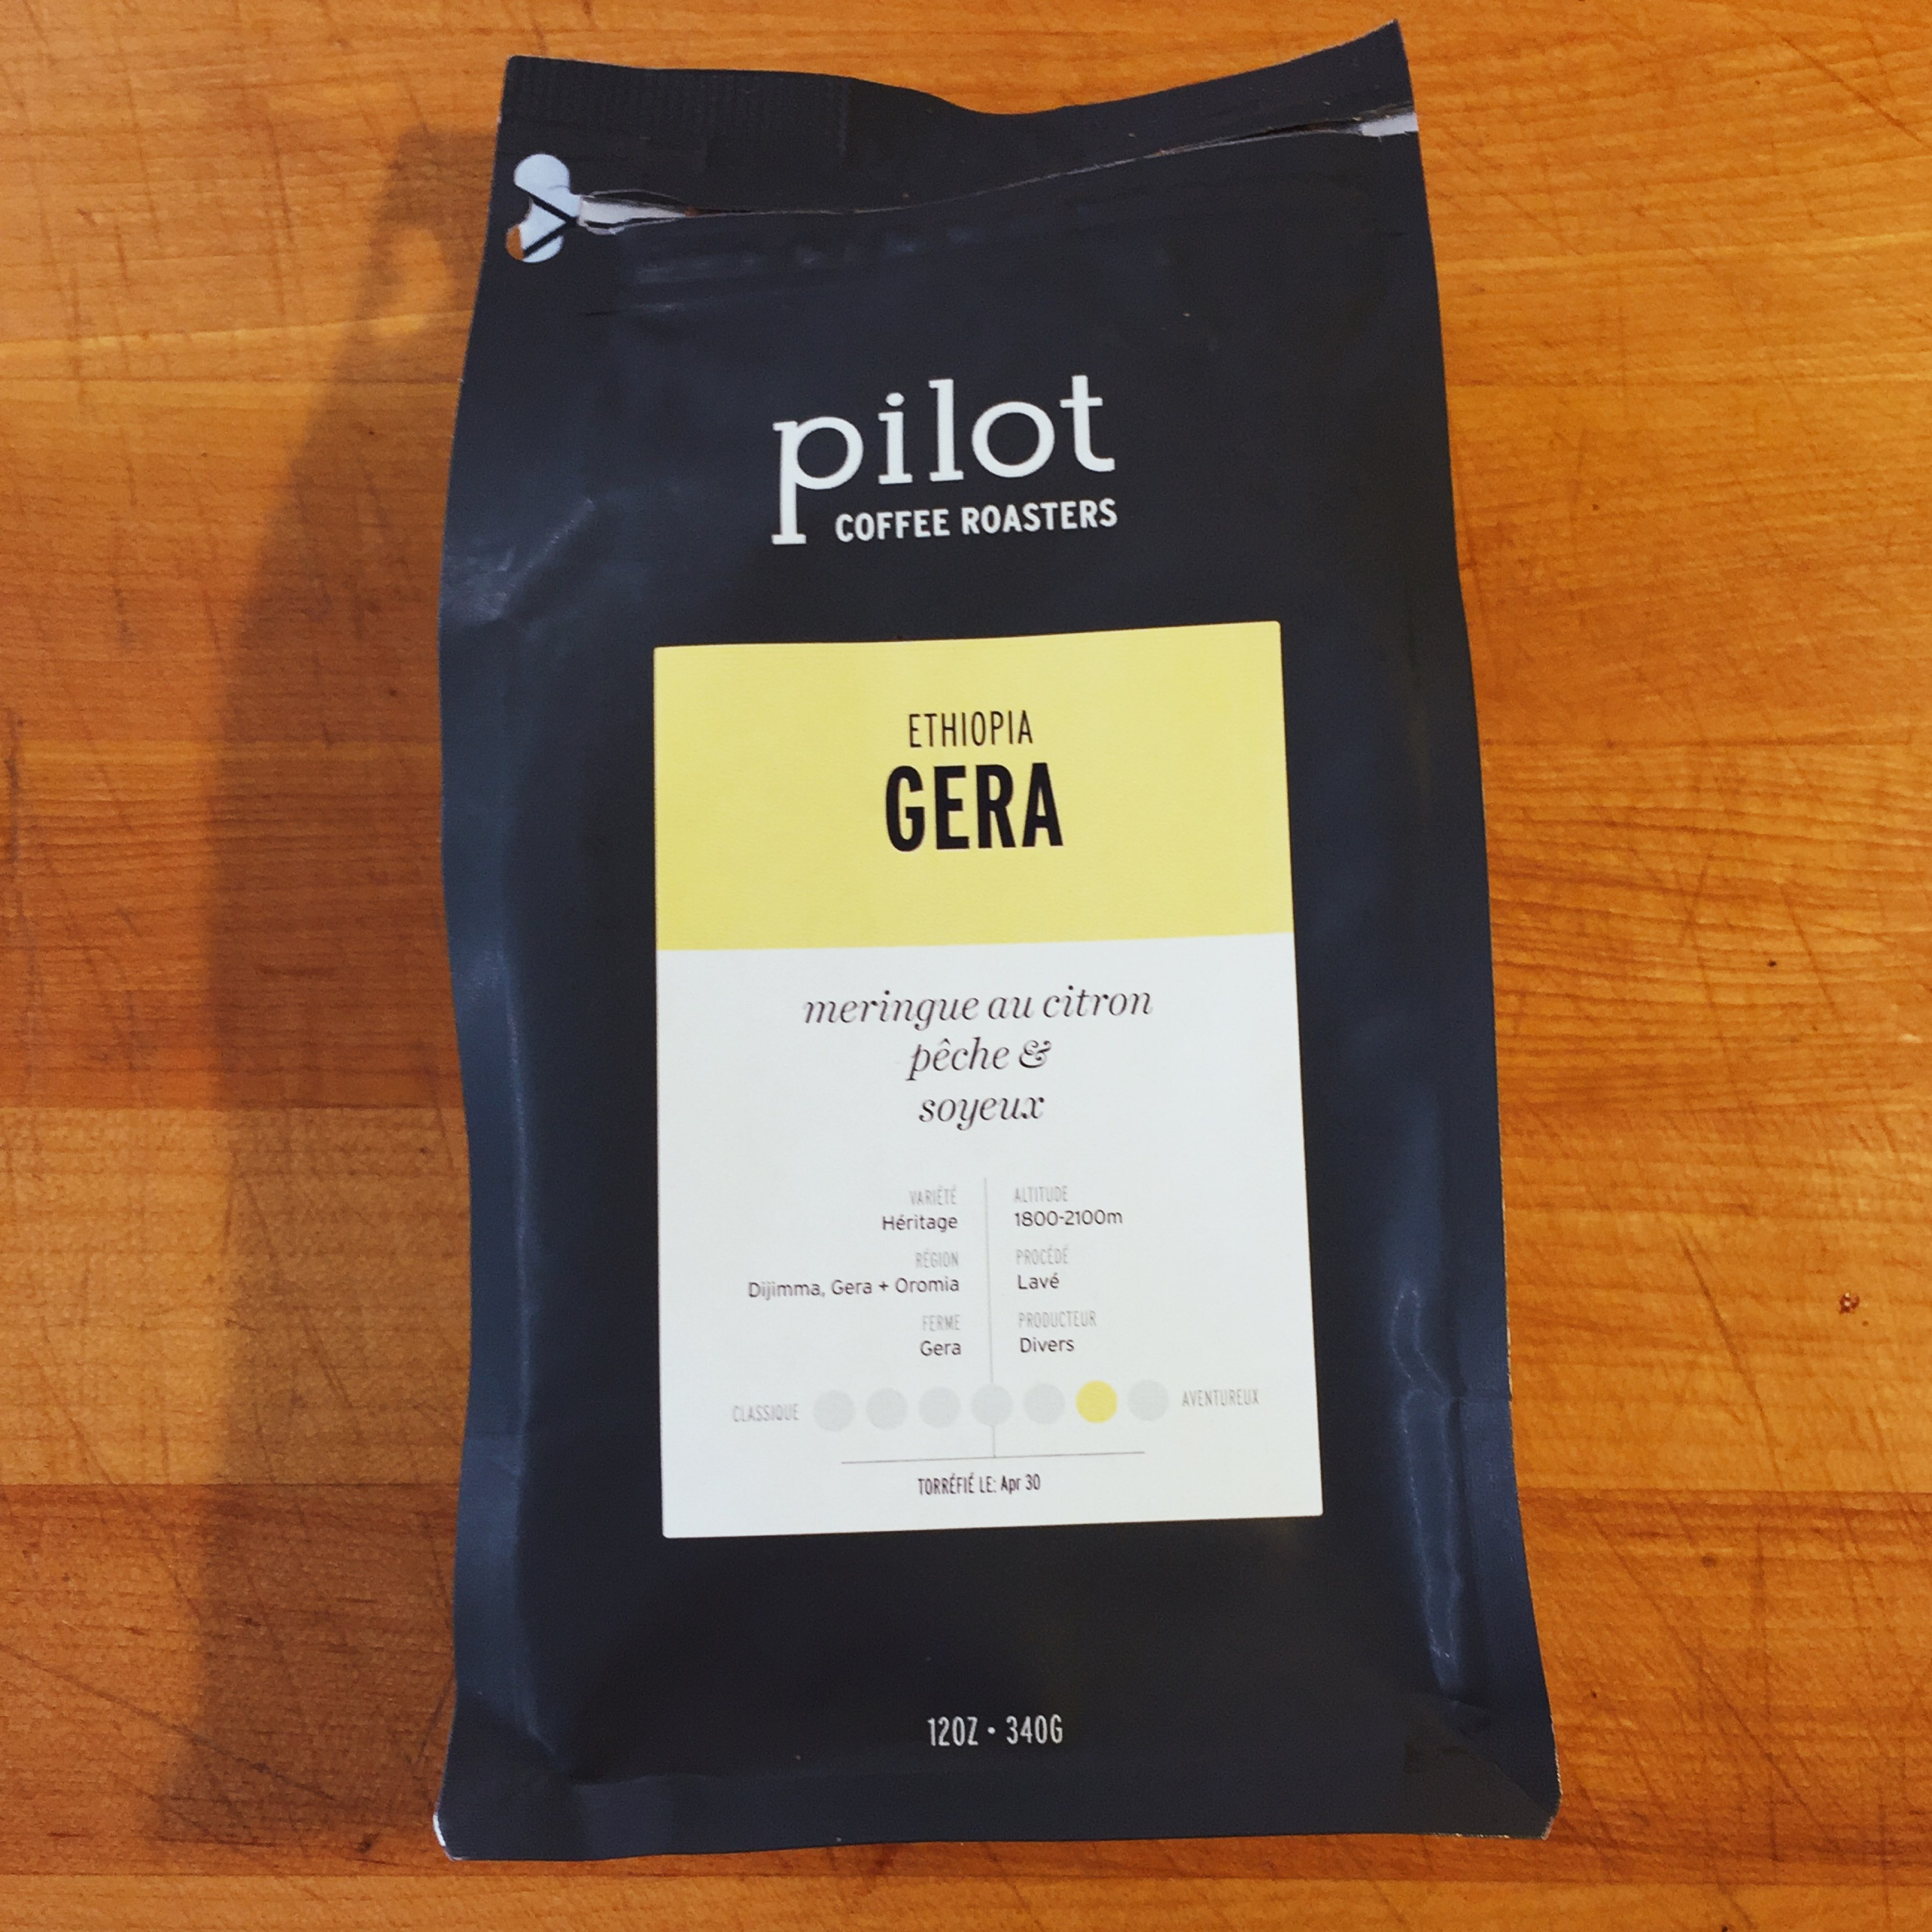 pilot
COFFEE ROASTERS
ETHIOPIA
GERA
meringue au citron
pêche &
soyeux
VARIÉTÉ
Héritage
ALTITUDE
1800-2100m
RÉGION
Dijimma, Gera + Oromia
PROCÉDÉ
Lavé
FERME
Gera
PRODUCTEUR
Divers
CLASSIQUE
AVENTUREUX
TORRÉFIÉ LE: Apr 30
12OZ • 340G